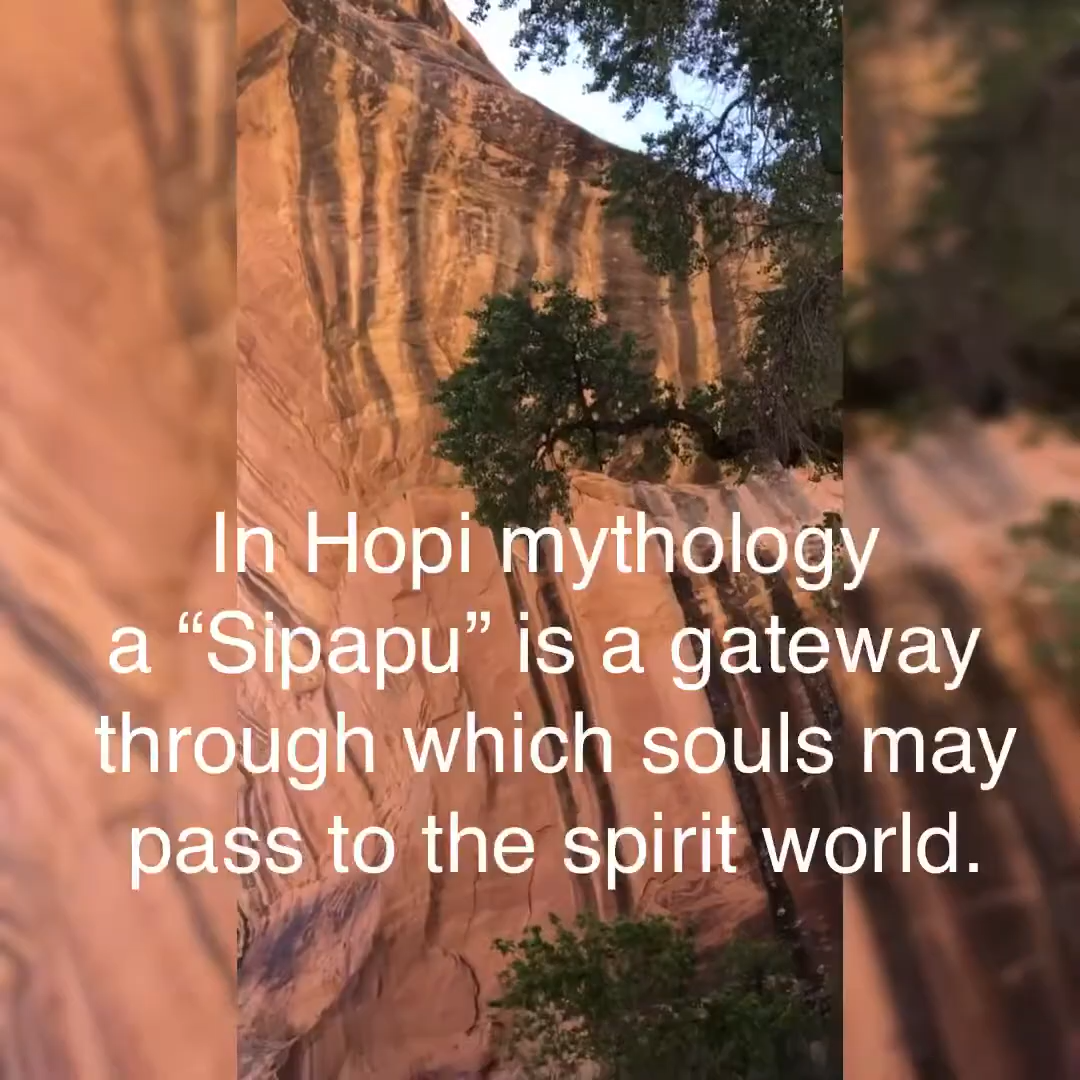 In Hopi mythology
a “Sipapu” is a gateway
through which souls may
pass to the spirit world.